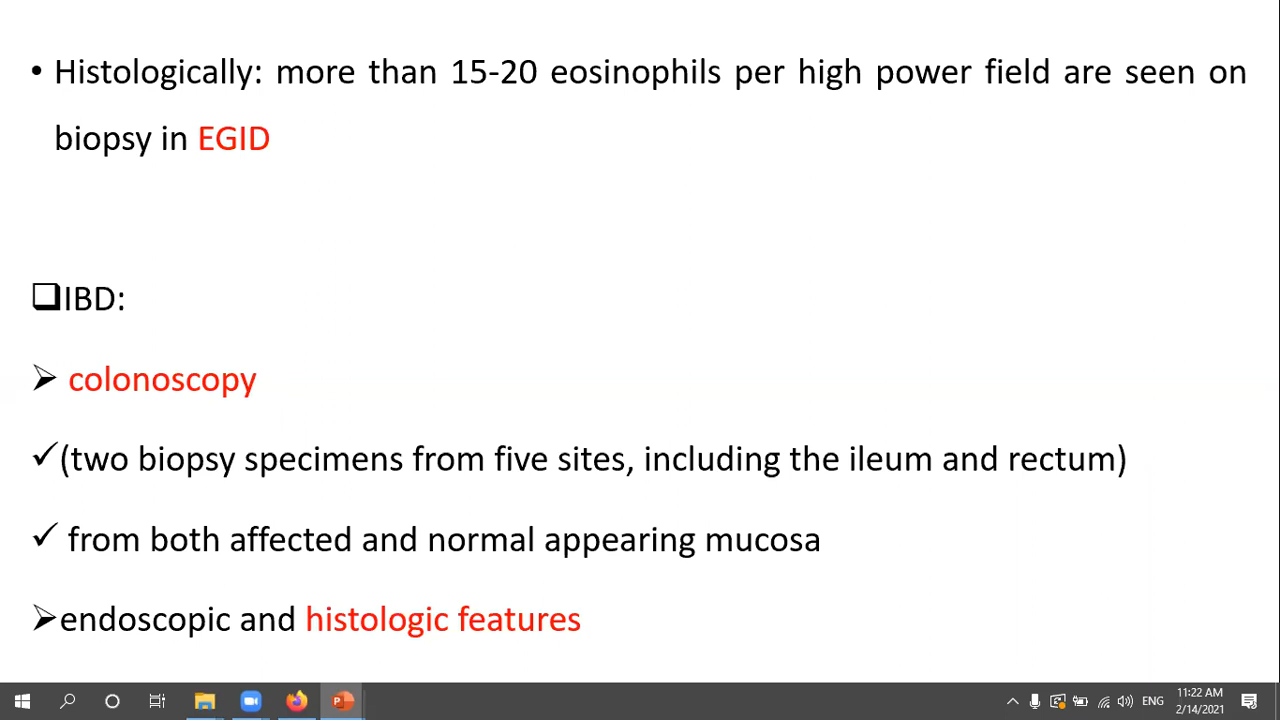 • Histologically: more than 15-20 eosinophils per high power field are seen on
biopsy in EGID
❑IBD:
➢ colonoscopy
✓(two biopsy specimens from five sites, including the ileum and rectum)
✓ from both affected and normal appearing mucosa
➢endoscopic and histologic features
ENG
11:22 AM
2/14/2021